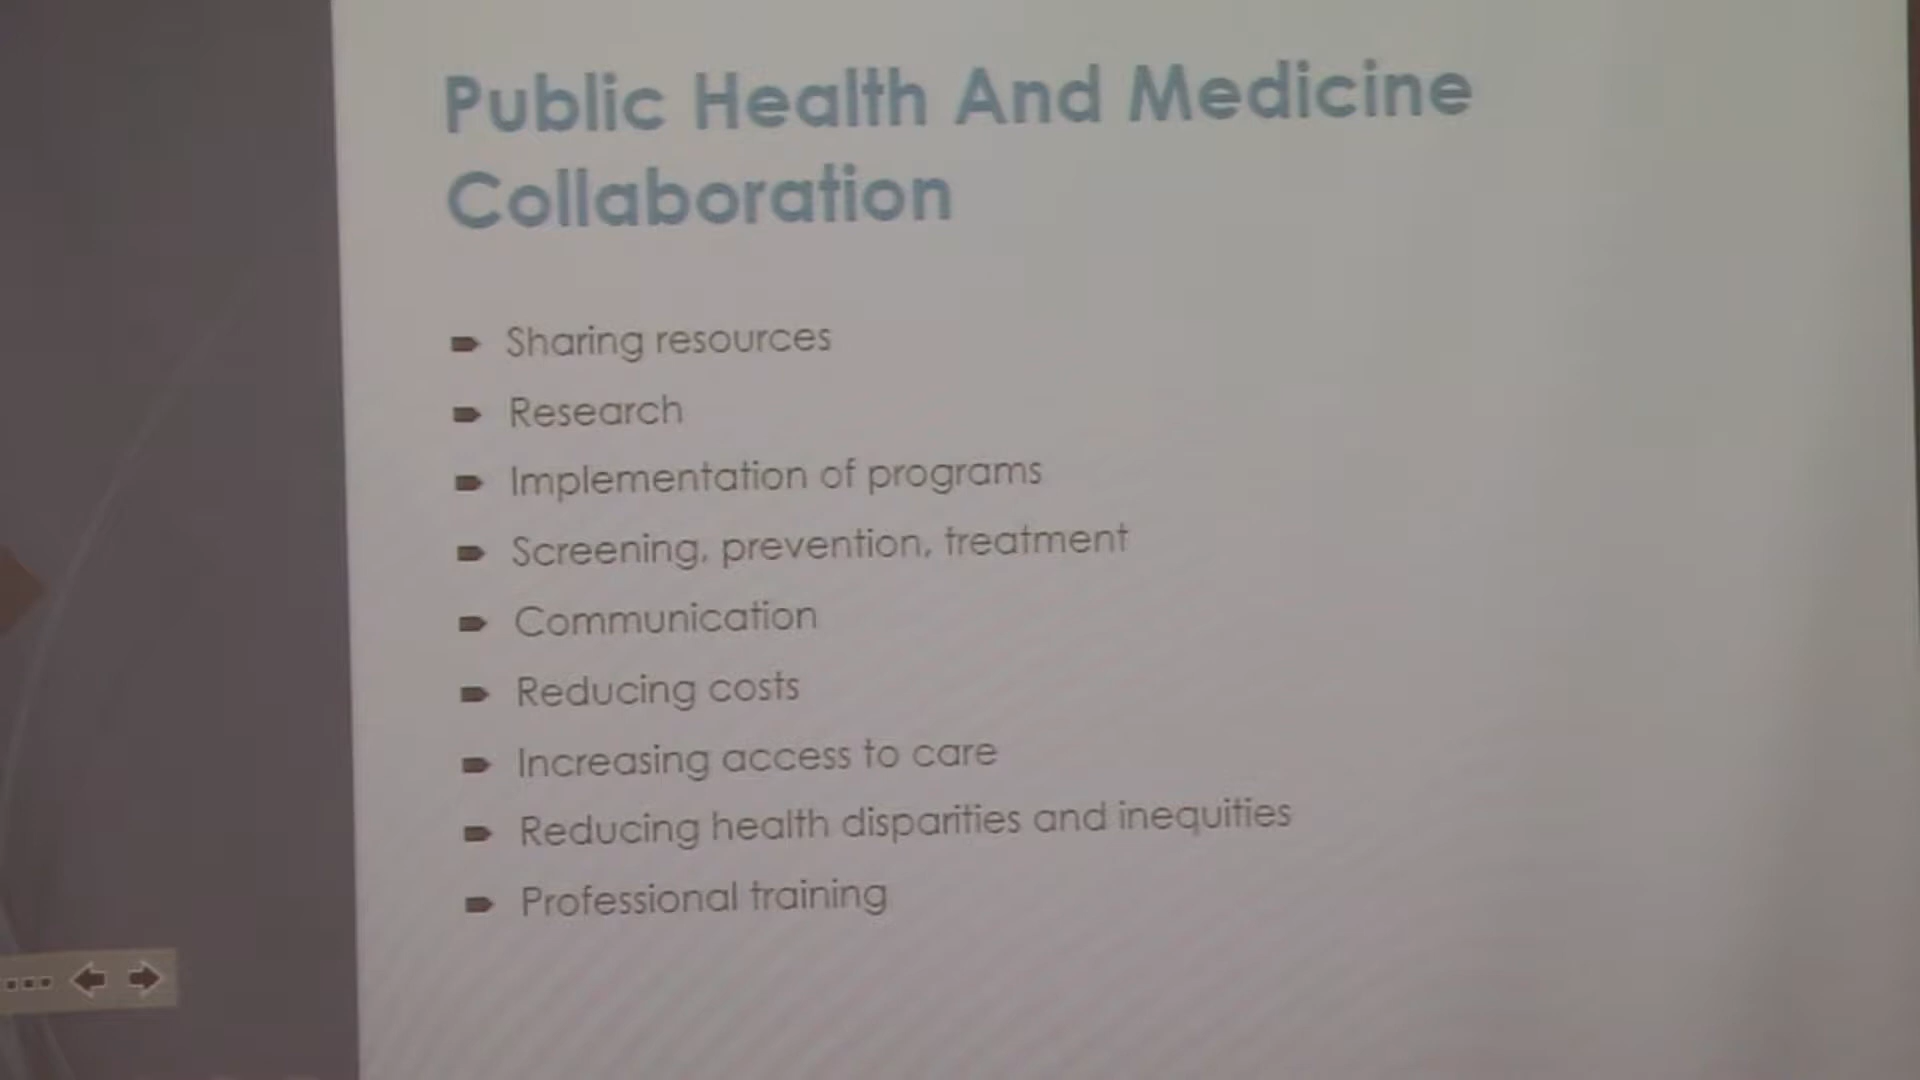 Public Health And Medicine
Collaboration
Sharing resources
Research
Implementation of programs
Screening, prevention, treatment
Communication
Reducing costs
Increasing access to care
Reducing health disparities and inequities
Professional training